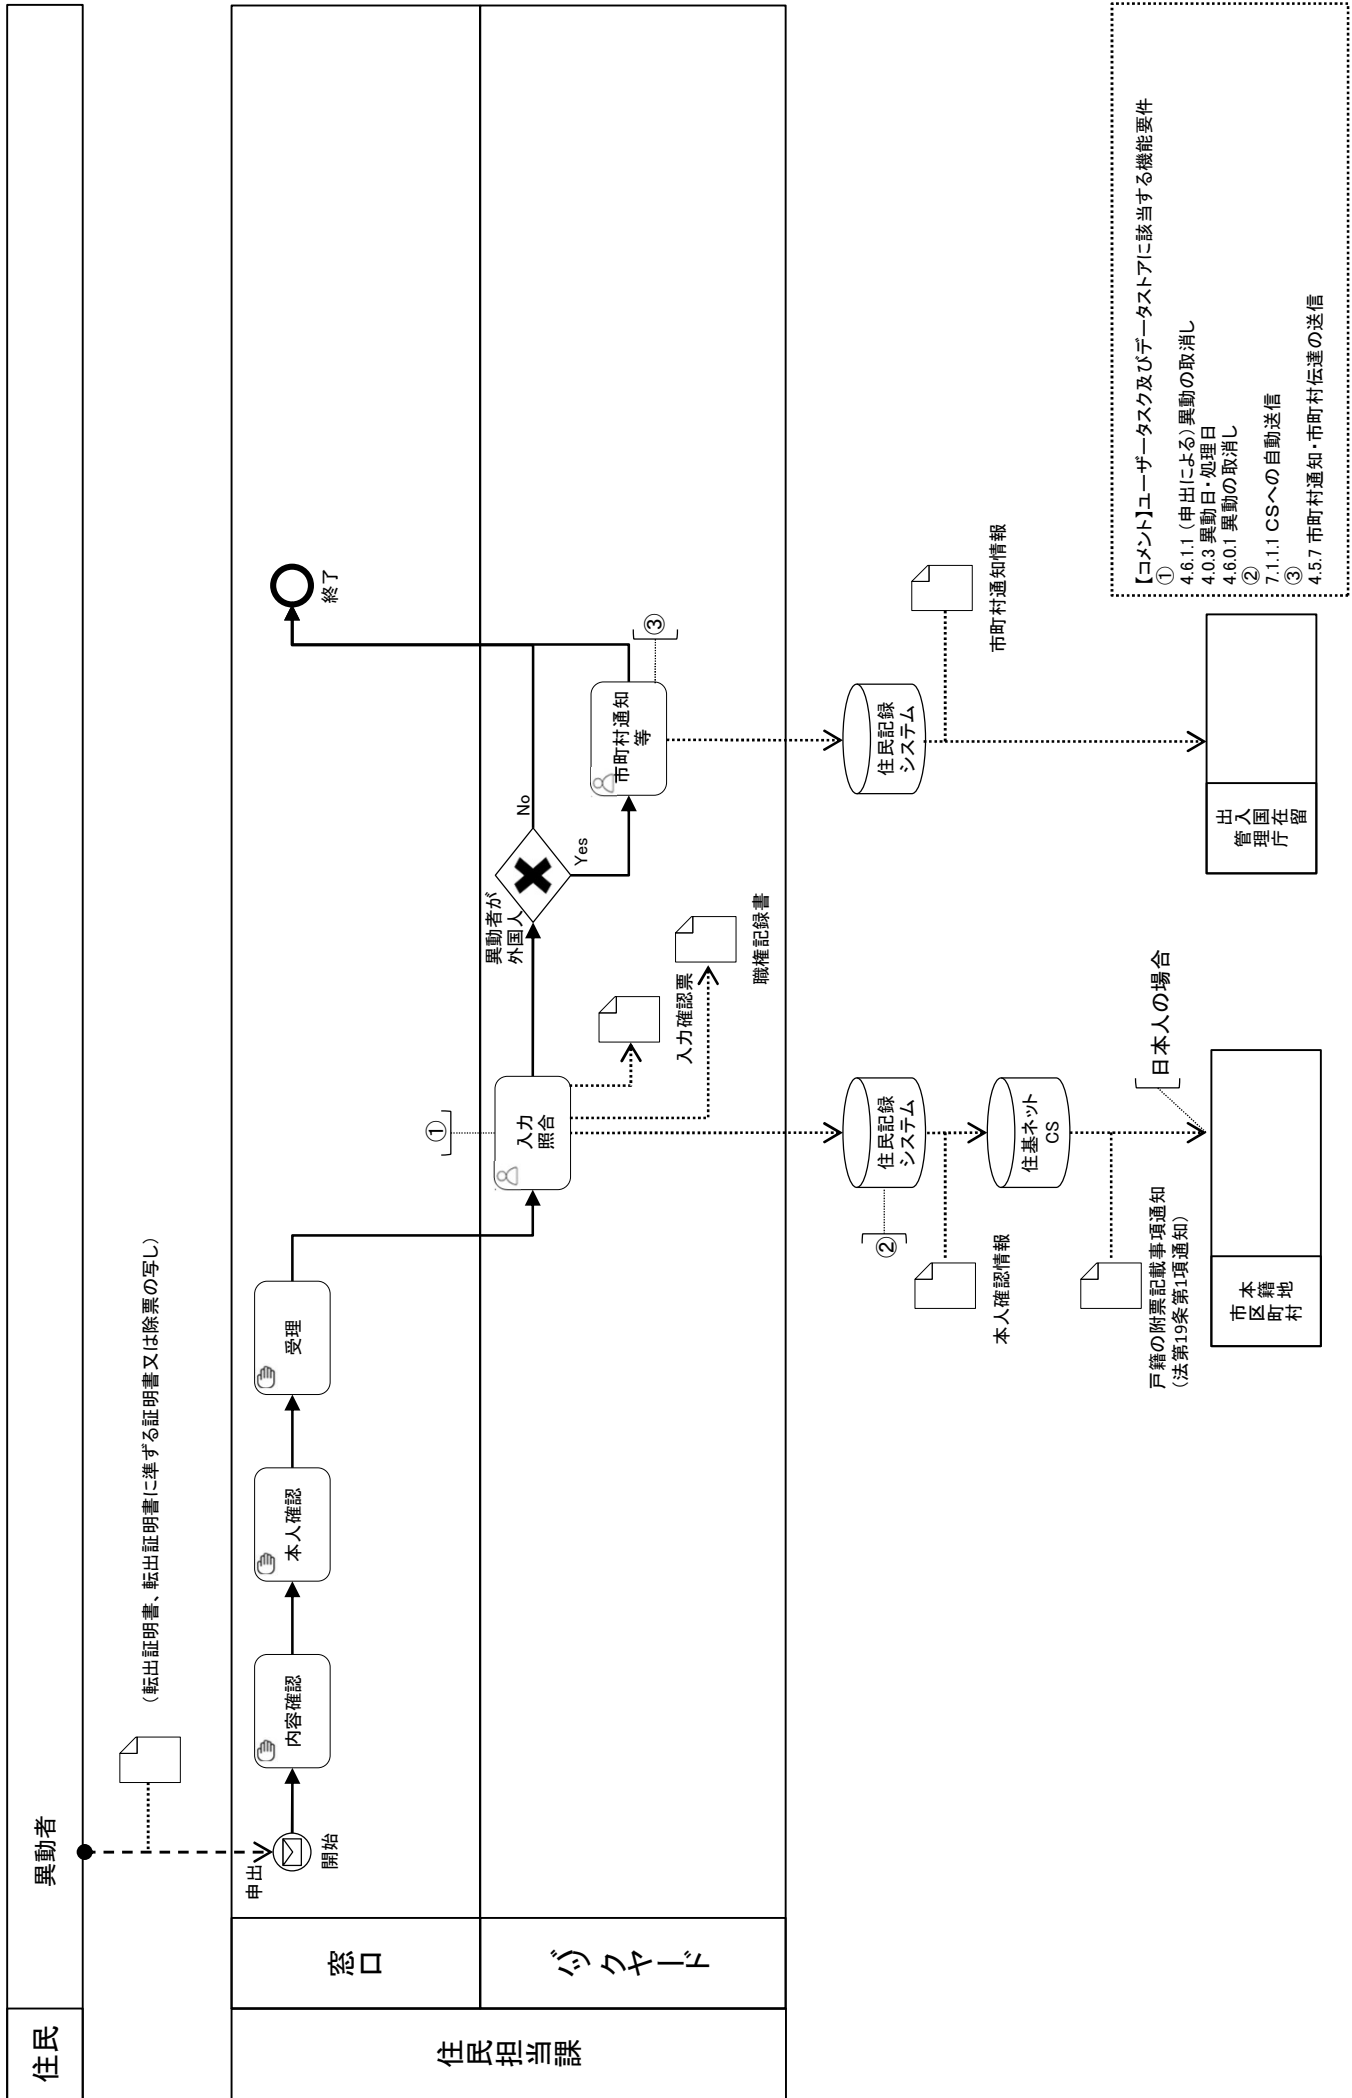 住民
異動者
（転出証明書、転出証明書に準ずる証明書又は除票の写し）
住民担当課
窓口
申出
開始
内容確認
本人確認
受理
終了
バックヤード
①
入力
照合
異動者が
外国人
No
Yes
市町村通知
等
③
入力確認票
職権記録書
②
住民記録
システム
本人確認情報
住基ネット
CS
戸籍の附票記載事項通知
（法第19条第1項通知）
日本人の場合
本籍地
市区町村
住民記録
システム
市町村通知情報
出入国在留
管理庁
【コメント】ユーザータスク及びデータストアに該当する機能要件
①
4.6.1.1（申出による）異動の取消し
4.0.3 異動日・処理日
4.6.0.1 異動の取消し
②
7.1.1.1 CSへの自動送信
③
4.5.7 市町村通知・市町村伝達の送信